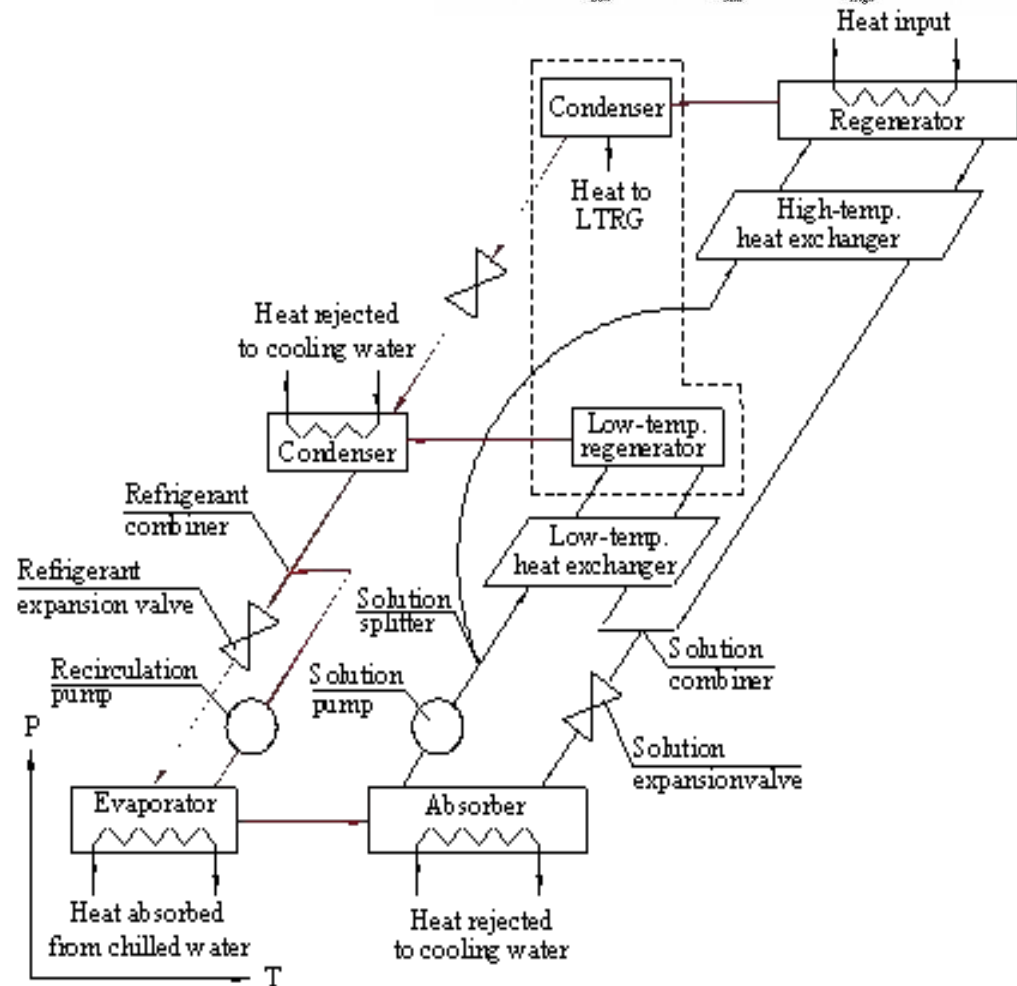 Heat input
Condenser
Regenerator
Heat to
LTRG
High-temp.
heat exchanger
Heat rejected
to cooling water
Condenser
Low-temp.
regenerator
Refrigerant
combiner
Low-temp.
heat exchanger
Refrigerant
expansion valve
Solution
splitter
Solution
combiner
Recirculation
pump
Solution
pump
P
Solution
expansionvalve
Evaporator
Absorber
Heat absorbed
from chilled water
Heat rejected
to cooling water
T